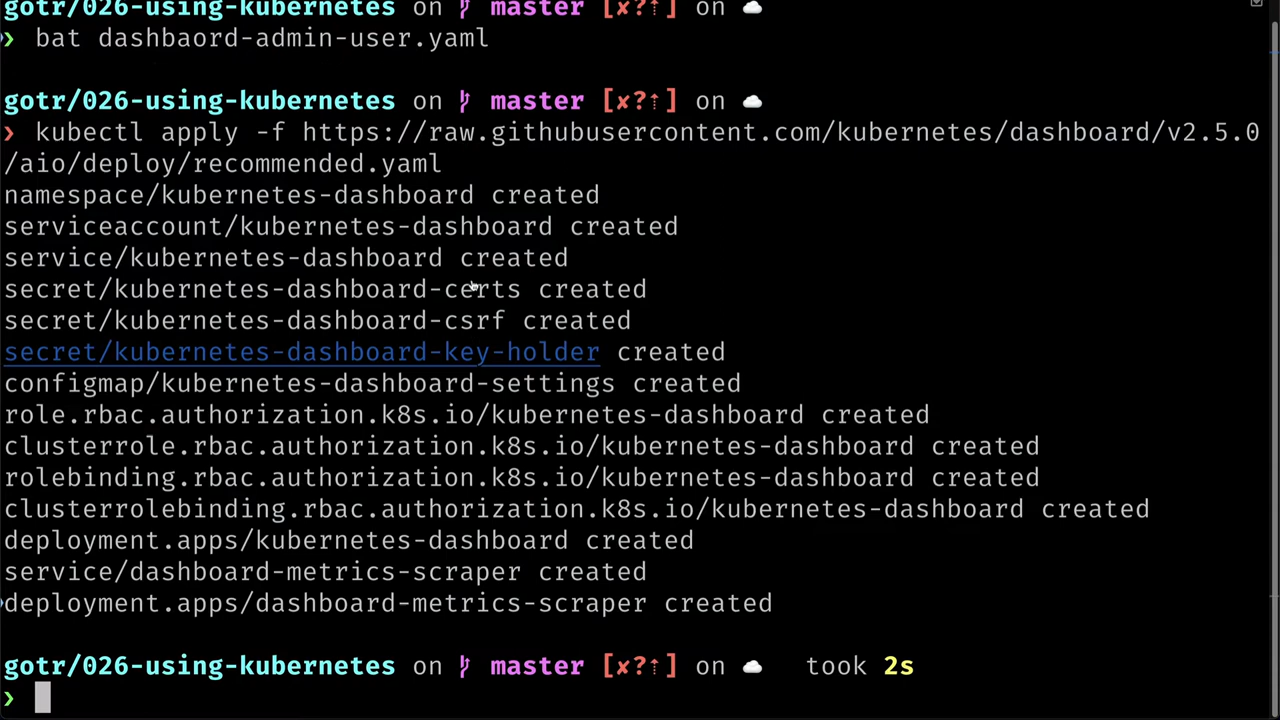 gotr/026-using-kubernetes on master [✘?⇡] on ☁
❯ bat dashbaord-admin-user.yaml
gotr/026-using-kubernetes on master [✘?⇡] on ☁
❯ kubectl apply -f https://raw.githubusercontent.com/kubernetes/dashboard/v2.5.0
/aio/deploy/recommended.yaml
namespace/kubernetes-dashboard created
serviceaccount/kubernetes-dashboard created
service/kubernetes-dashboard created
secret/kubernetes-dashboard-certs created
secret/kubernetes-dashboard-csrf created
secret/kubernetes-dashboard-key-holder created
configmap/kubernetes-dashboard-settings created
role.rbac.authorization.k8s.io/kubernetes-dashboard created
clusterrole.rbac.authorization.k8s.io/kubernetes-dashboard created
rolebinding.rbac.authorization.k8s.io/kubernetes-dashboard created
clusterrolebinding.rbac.authorization.k8s.io/kubernetes-dashboard created
deployment.apps/kubernetes-dashboard created
service/dashboard-metrics-scraper created
deployment.apps/dashboard-metrics-scraper created
gotr/026-using-kubernetes on master [✘?⇡] on ☁ took 2s
❯